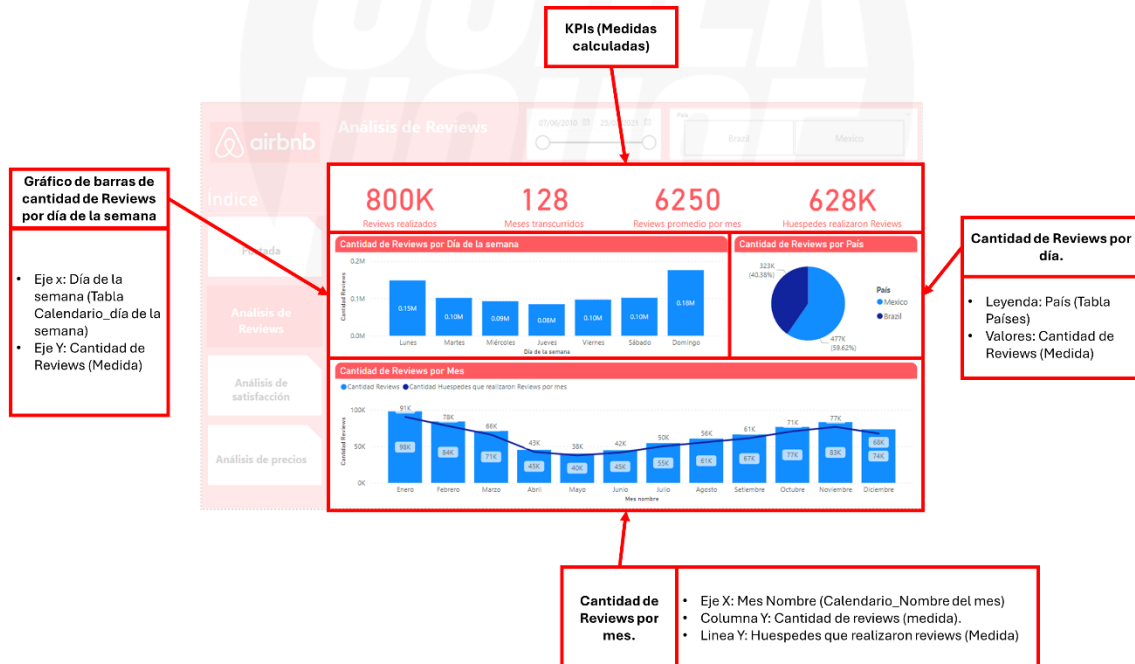 KPIs (Medidas
calculadas)
airbnb
Análisis de Reviews
07/06/2010
País
Brazil
Mexico
Índice
Portada
Análisis de
Reviews
Análisis de
satisfacción
Análisis de precios
800K
Reviews realizados
128
Meses transcurridos
6250
Reviews promedio por mes
628K
Huespedes realizaron Reviews
Gráfico de barras de
cantidad de Reviews
por día de la semana
• Eje x: Día de la
semana (Tabla
Calendario_día de la
semana)
• Eje Y: Cantidad de
Reviews (Medida)
Cantidad de Reviews por Día de la semana
Cantidad Reviews
0.2M
0.1M
0.0M
0.15M
0.10M
0.09M
0.08M
0.10M
0.10M
0.18M
Lunes
Martes
Miércoles
Jueves
Viernes
Sábado
Domingo
Día de la semana
Cantidad de Reviews por País
323K
(40.38%)
477K
(59.62%)
País
Mexico
Brazil
Cantidad de Reviews por
día.
• Leyenda: País (Tabla
Países)
• Valores: Cantidad de
Reviews (Medida)
Cantidad de Reviews por Mes
Cantidad Reviews Cantidad Huespedes que realizaron Reviews por mes
Cantidad Reviews
100K
50K
0K
91K
78K
66K
43K
38K
42K
50K
56K
61K
71K
77K
68K
98K
84K
71K
45K
40K
45K
55K
61K
67K
77K
83K
74K
Enero
Febrero
Marzo
Abril
Mayo
Junio
Julio
Agosto
Setiembre
Octubre
Noviembre
Diciembre
Mes nombre
Cantidad de
Reviews por
mes.
• Eje X: Mes Nombre (Calendario_Nombre del mes)
• Columna Y: Cantidad de reviews (medida).
• Linea Y: Huespedes que realizaron reviews (Medida)